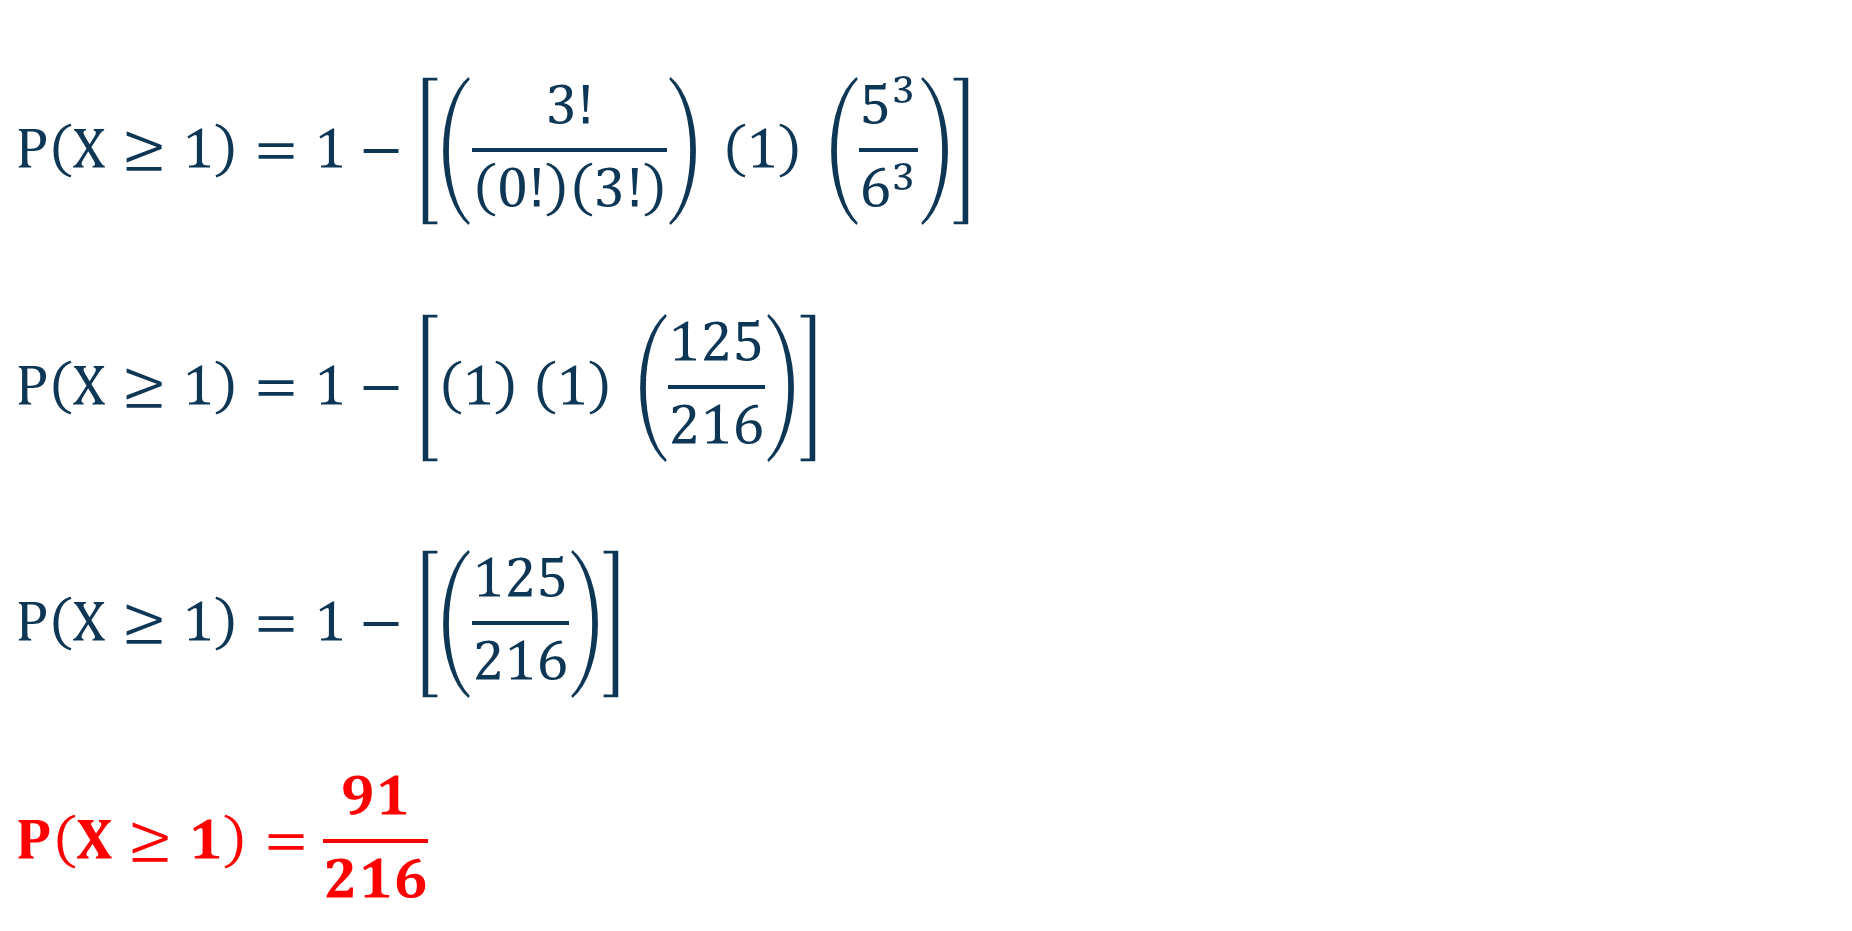 P(X ≥ 1) = 1 − [(3!/(0!)(3!)) (1) (5³/6³)]
P(X ≥ 1) = 1 − [(1) (1) (125/216)]
P(X ≥ 1) = 1 − [(125/216)]
P(X ≥ 1) = 91/216